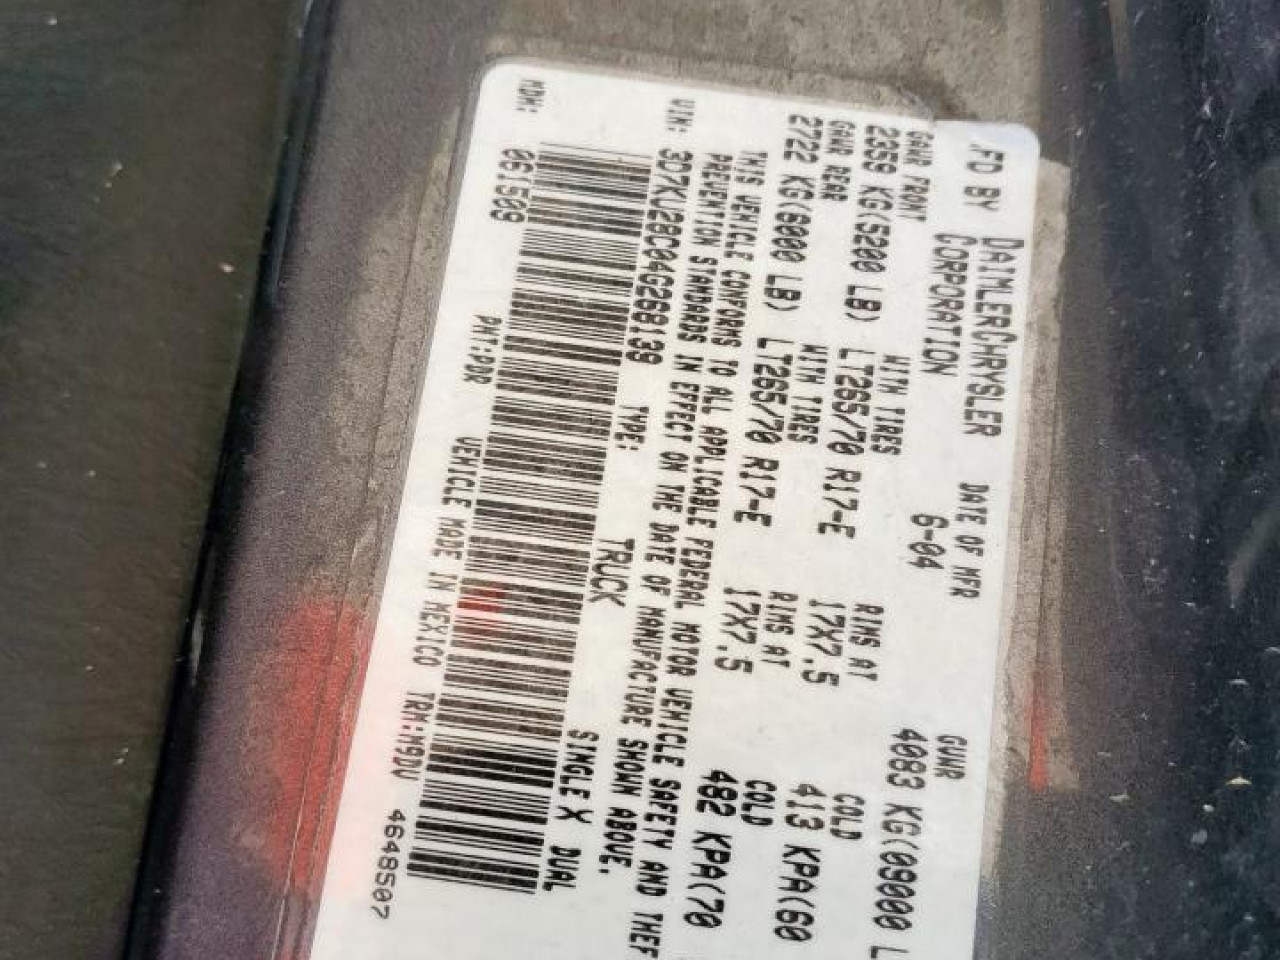 .FD BY DAIMLERCHRYSLER CORPORATION
DATE OF MFR
6-04
GVWR
4083 KG(09000 L
GAWR FRONT WITH TIRES RIMS AT COLD
2359 KG(5200 LB) LT265/70 R17-E 17X7.5 413 KPA(60
GAWR REAR WITH TIRES RIMS AT COLD
2722 KG(6000 LB) LT265/70 R17-E 17X7.5 482 KPA(70
THIS VEHICLE CONFORMS TO ALL APPLICABLE FEDERAL MOTOR VEHICLE SAFETY AND THEF
PREVENTION STANDARDS IN EFFECT ON THE DATE OF MANUFACTURE SHOWN ABOVE.
VIN: 3D7KU28C04G268139 TYPE: TRUCK SINGLE X DUAL
MDH: 061509 PNT:PDR VEHICLE MADE IN MEXICO TRM:M9DV 4648507